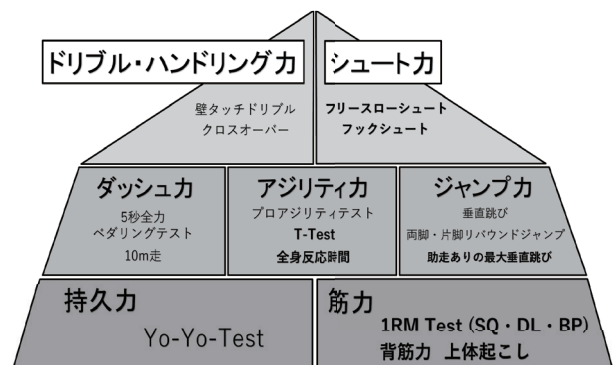 ドリブル・ハンドリング力
壁タッチドリブル
クロスオーバー
シュート力
フリースローシュート
フックシュート
ダッシュ力
5秒全力
ペダリングテスト
10m走
アジリティ力
プロアジリティテスト
T-Test
全身反応時間
ジャンプ力
垂直跳び
両脚・片脚リバウンドジャンプ
助走ありの最大垂直跳び
持久力
Yo-Yo-Test
筋力
1RM Test (SQ・DL・BP)
背筋力 上体起こし